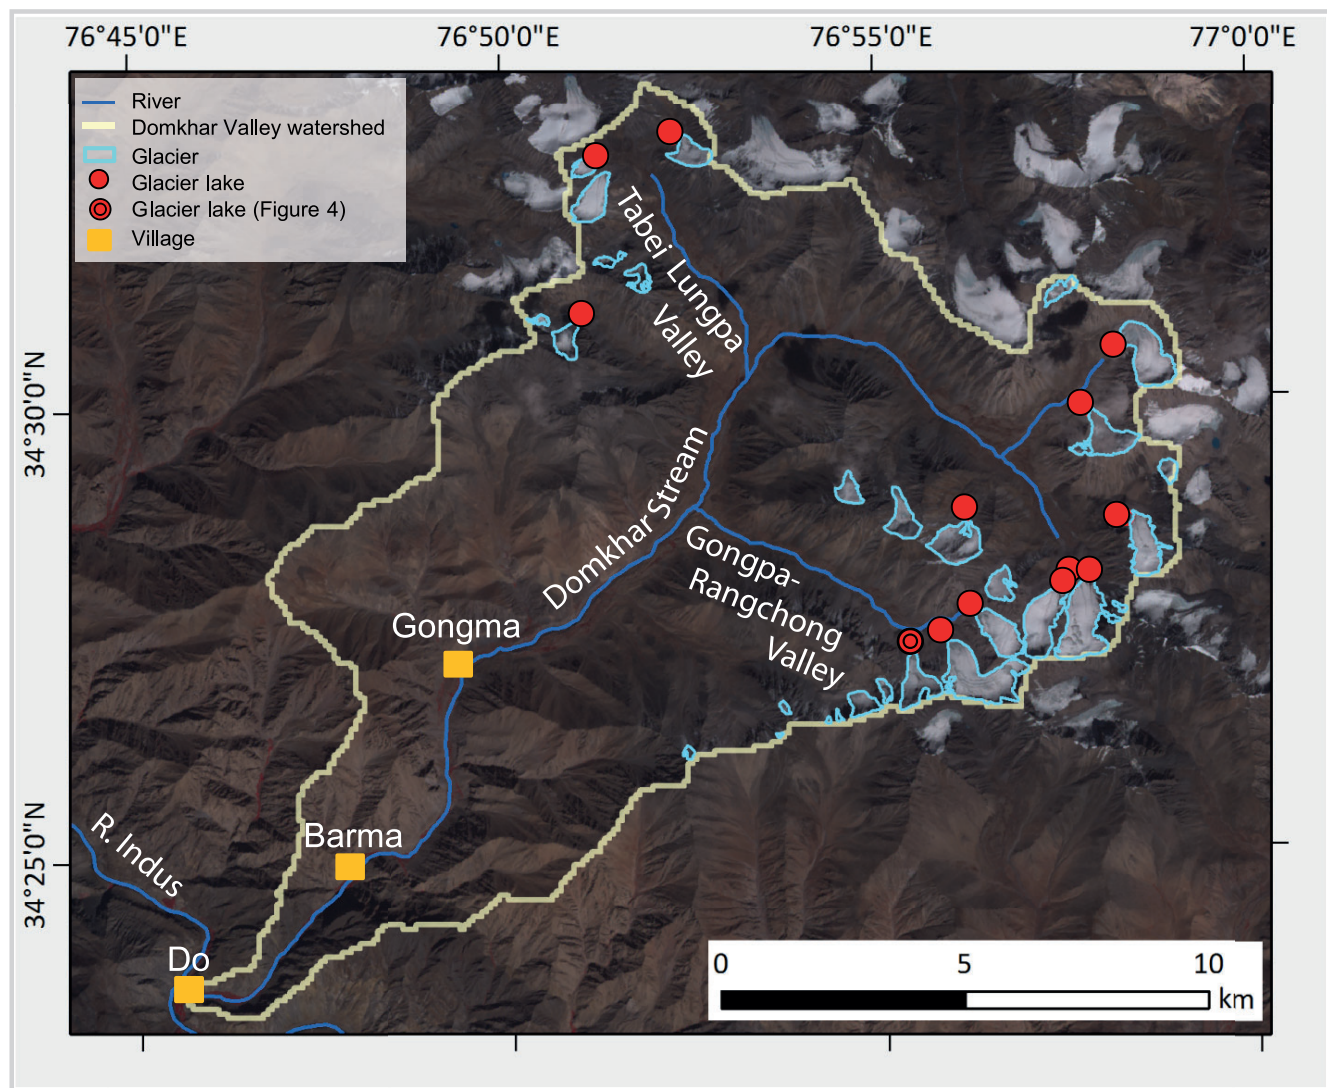 76°45'0"E 76°50'0"E 76°55'0"E 77°0'0"E
River
Domkhar Valley watershed
Glacier
Glacier lake
Glacier lake (Figure 4)
Village
Tabei Lungpa
Valley
34°30'0"N
Domkhar Stream
Gongpa-
Rangchong
Valley
Gongma
Barma
34°25'0"N
R. Indus
Do
0 5 10
km